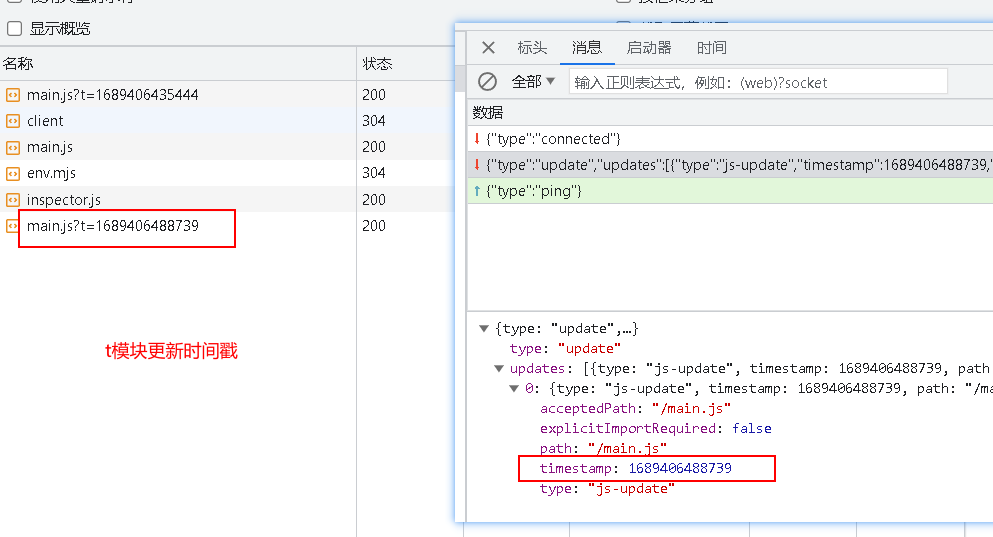 显示概览
名称 状态
main.js?t=1689406435444 200
client 304
main.js 200
env.mjs 304
inspector.js 200
main.js?t=1689406488739 200
t模块更新时间戳
标头 消息 启动器 时间
全部 输入正则表达式，例如：(web)?socket
数据
{"type":"connected"}
{"type":"update","updates":[{"type":"js-update","timestamp":1689406488739,"
{"type":"ping"}
{type: "update",…}
type: "update"
updates: [{type: "js-update", timestamp: 1689406488739, path
0: {type: "js-update", timestamp: 1689406488739, path: "/ma
acceptedPath: "/main.js"
explicitImportRequired: false
path: "/main.js"
timestamp: 1689406488739
type: "js-update"